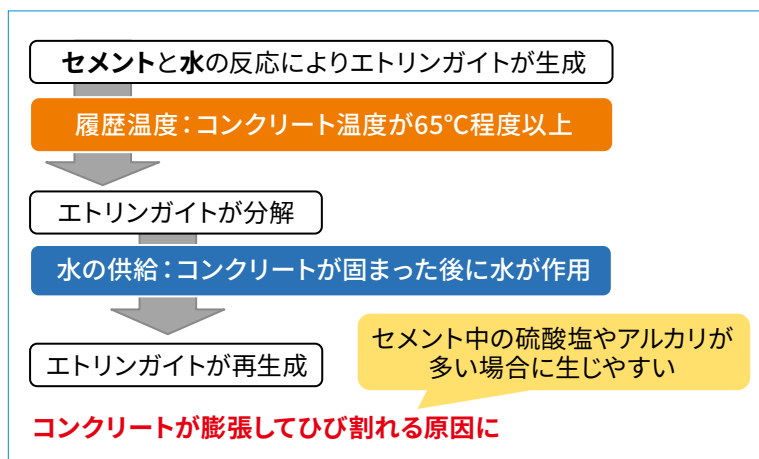 セメントと水の反応によりエトリンガイトが生成
履歴温度：コンクリート温度が65℃程度以上
エトリンガイトが分解
水の供給：コンクリートが固まった後に水が作用
エトリンガイトが再生成
セメント中の硫酸塩やアルカリが
多い場合に生じやすい
コンクリートが膨張してひび割れる原因に